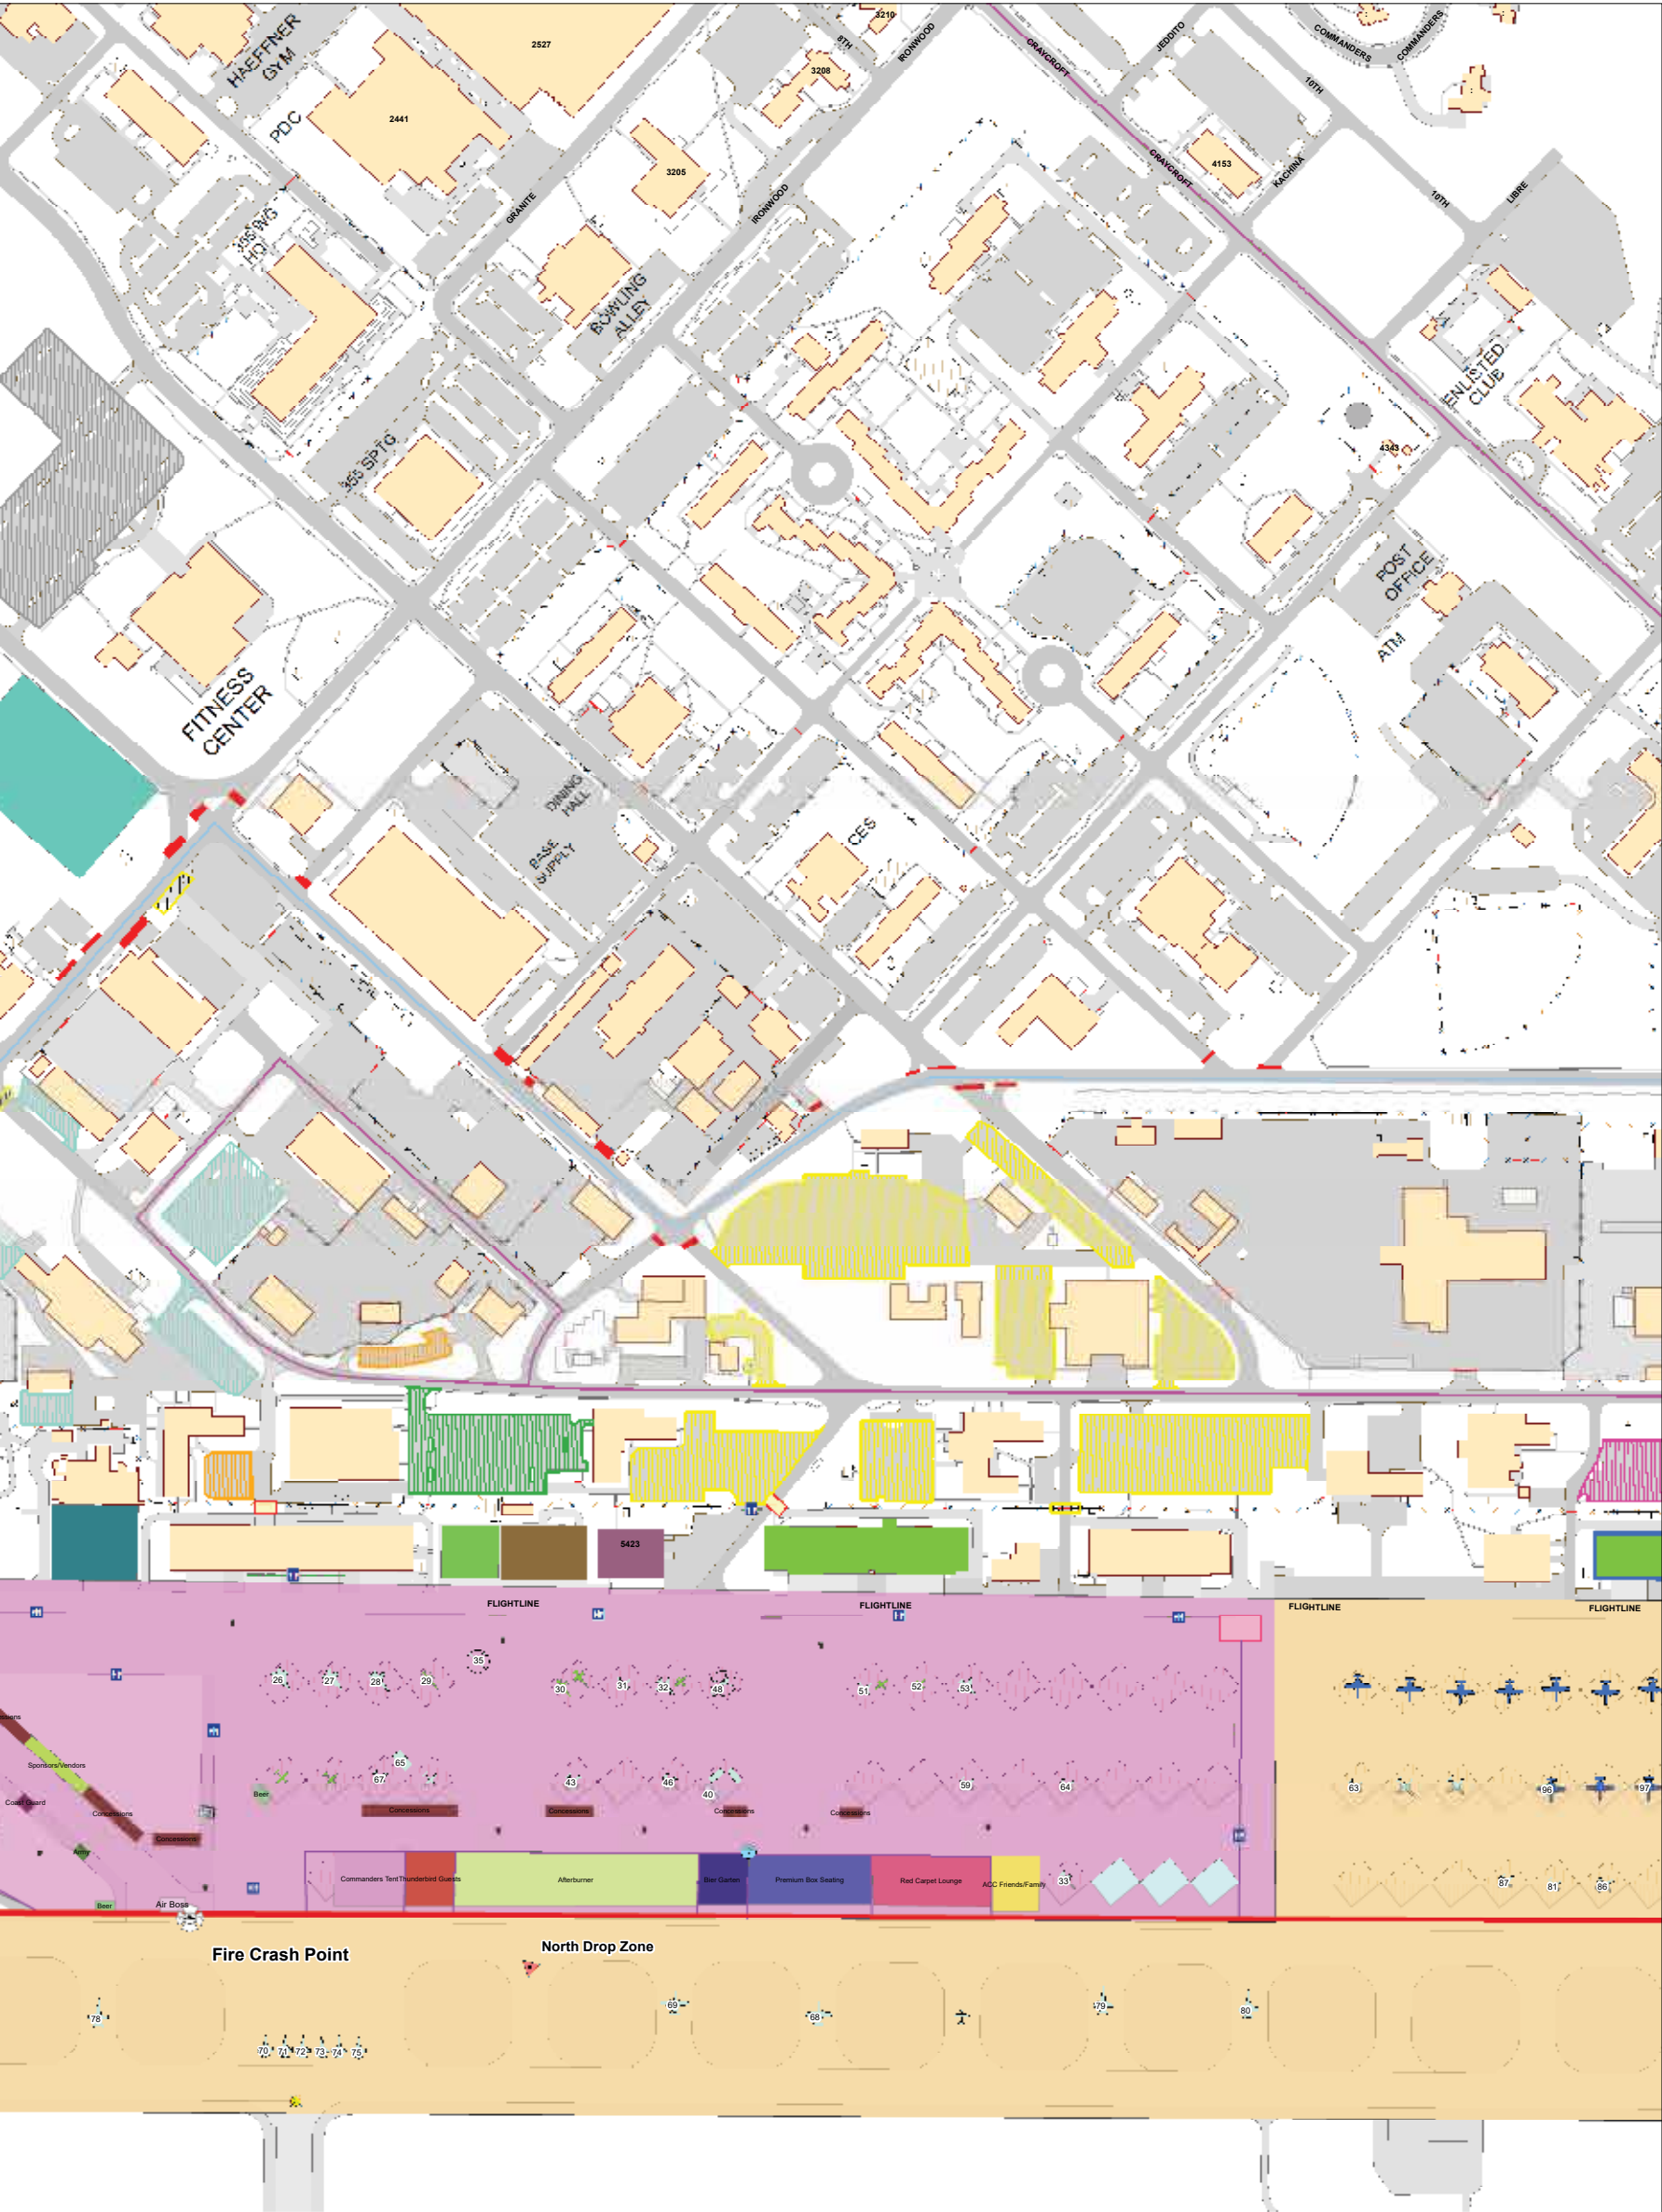 3210
8TH
IRONWOOD
CRAYCROFT
JEDDITO
COMMANDERS
COMMANDERS
HAEFFNER
GYM
2527
3208
10TH
PDC
2441
3205
GRANITE
IRONWOOD
CRAYCROFT
4153
KACHINA
10TH
LIBRE
355 WG
HQ
BOWLING
ALLEY
ENLISTED
CLUB
355 SPTG
4343
POST
OFFICE
ATM
FITNESS
CENTER
DINING
HALL
BASE
SUPPLY
CES
5423
FLIGHTLINE
FLIGHTLINE
FLIGHTLINE
FLIGHTLINE
35
26
27
28
29
30
31
32
48
51
52
53
Sponsors/Vendors
65
67
43
46
40
59
64
63
96
97
Beer
Coast Guard
Concessions
Concessions
Concessions
Concessions
Concessions
Concessions
Army
Commanders Tent
Thunderbird Guests
Afterburner
Bier Garten
Premium Box Seating
Red Carpet Lounge
ACC Friends/Family
33
87
81
86
Beer
Air Boss
Fire Crash Point
North Drop Zone
78
69
68
79
80
70
71
72
73
74
75